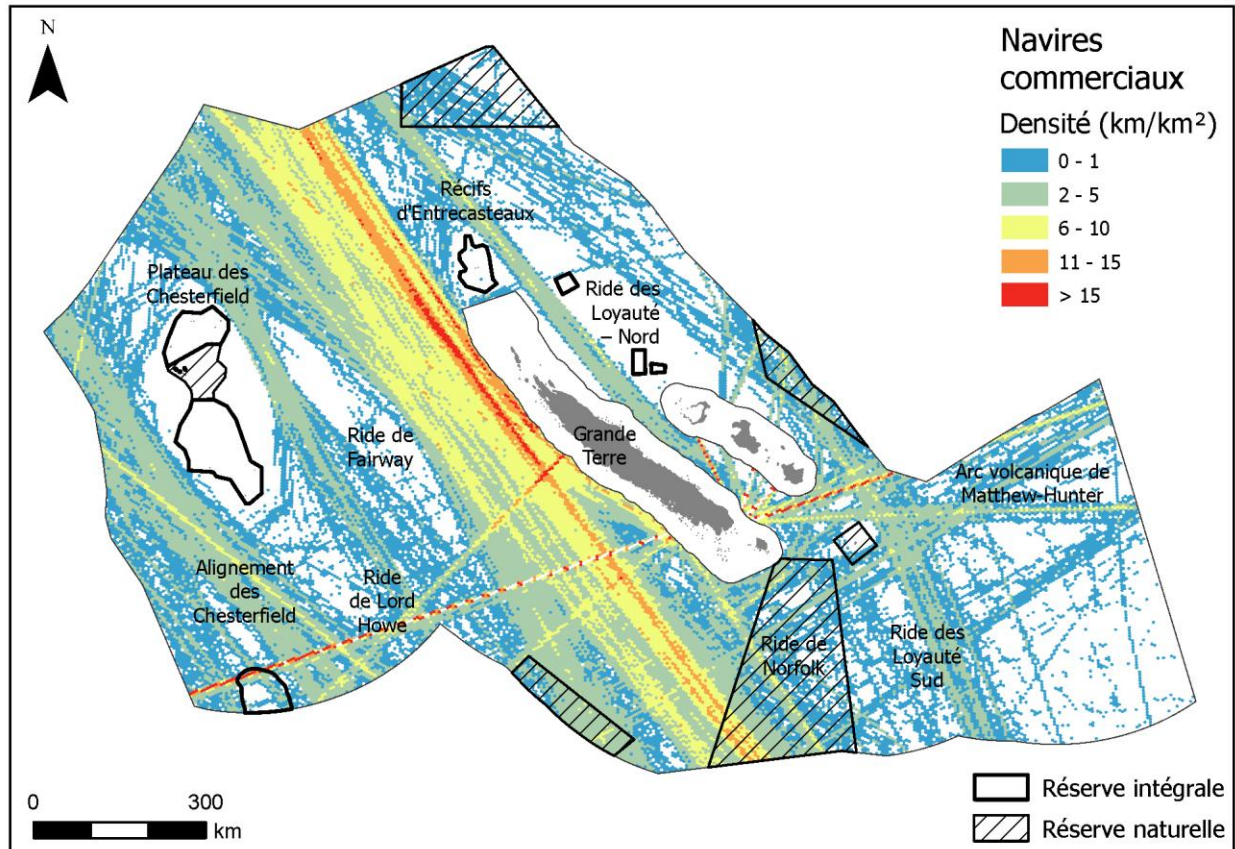 N
Navires
commerciaux
Densité (km/km²)
0 - 1
2 - 5
6 - 10
11 - 15
> 15
Récifs
d'Entrecasteaux
Plateau des
Chesterfield
Ride des
Loyauté
– Nord
Ride de
Fairway
Grande
Terre
Arc volcanique de
Matthew-Hunter
Alignement
des
Chesterfield
Ride
de Lord
Howe
Ride de
Norfolk
Ride des
Loyauté
Sud
0 300
km
Réserve intégrale
Réserve naturelle